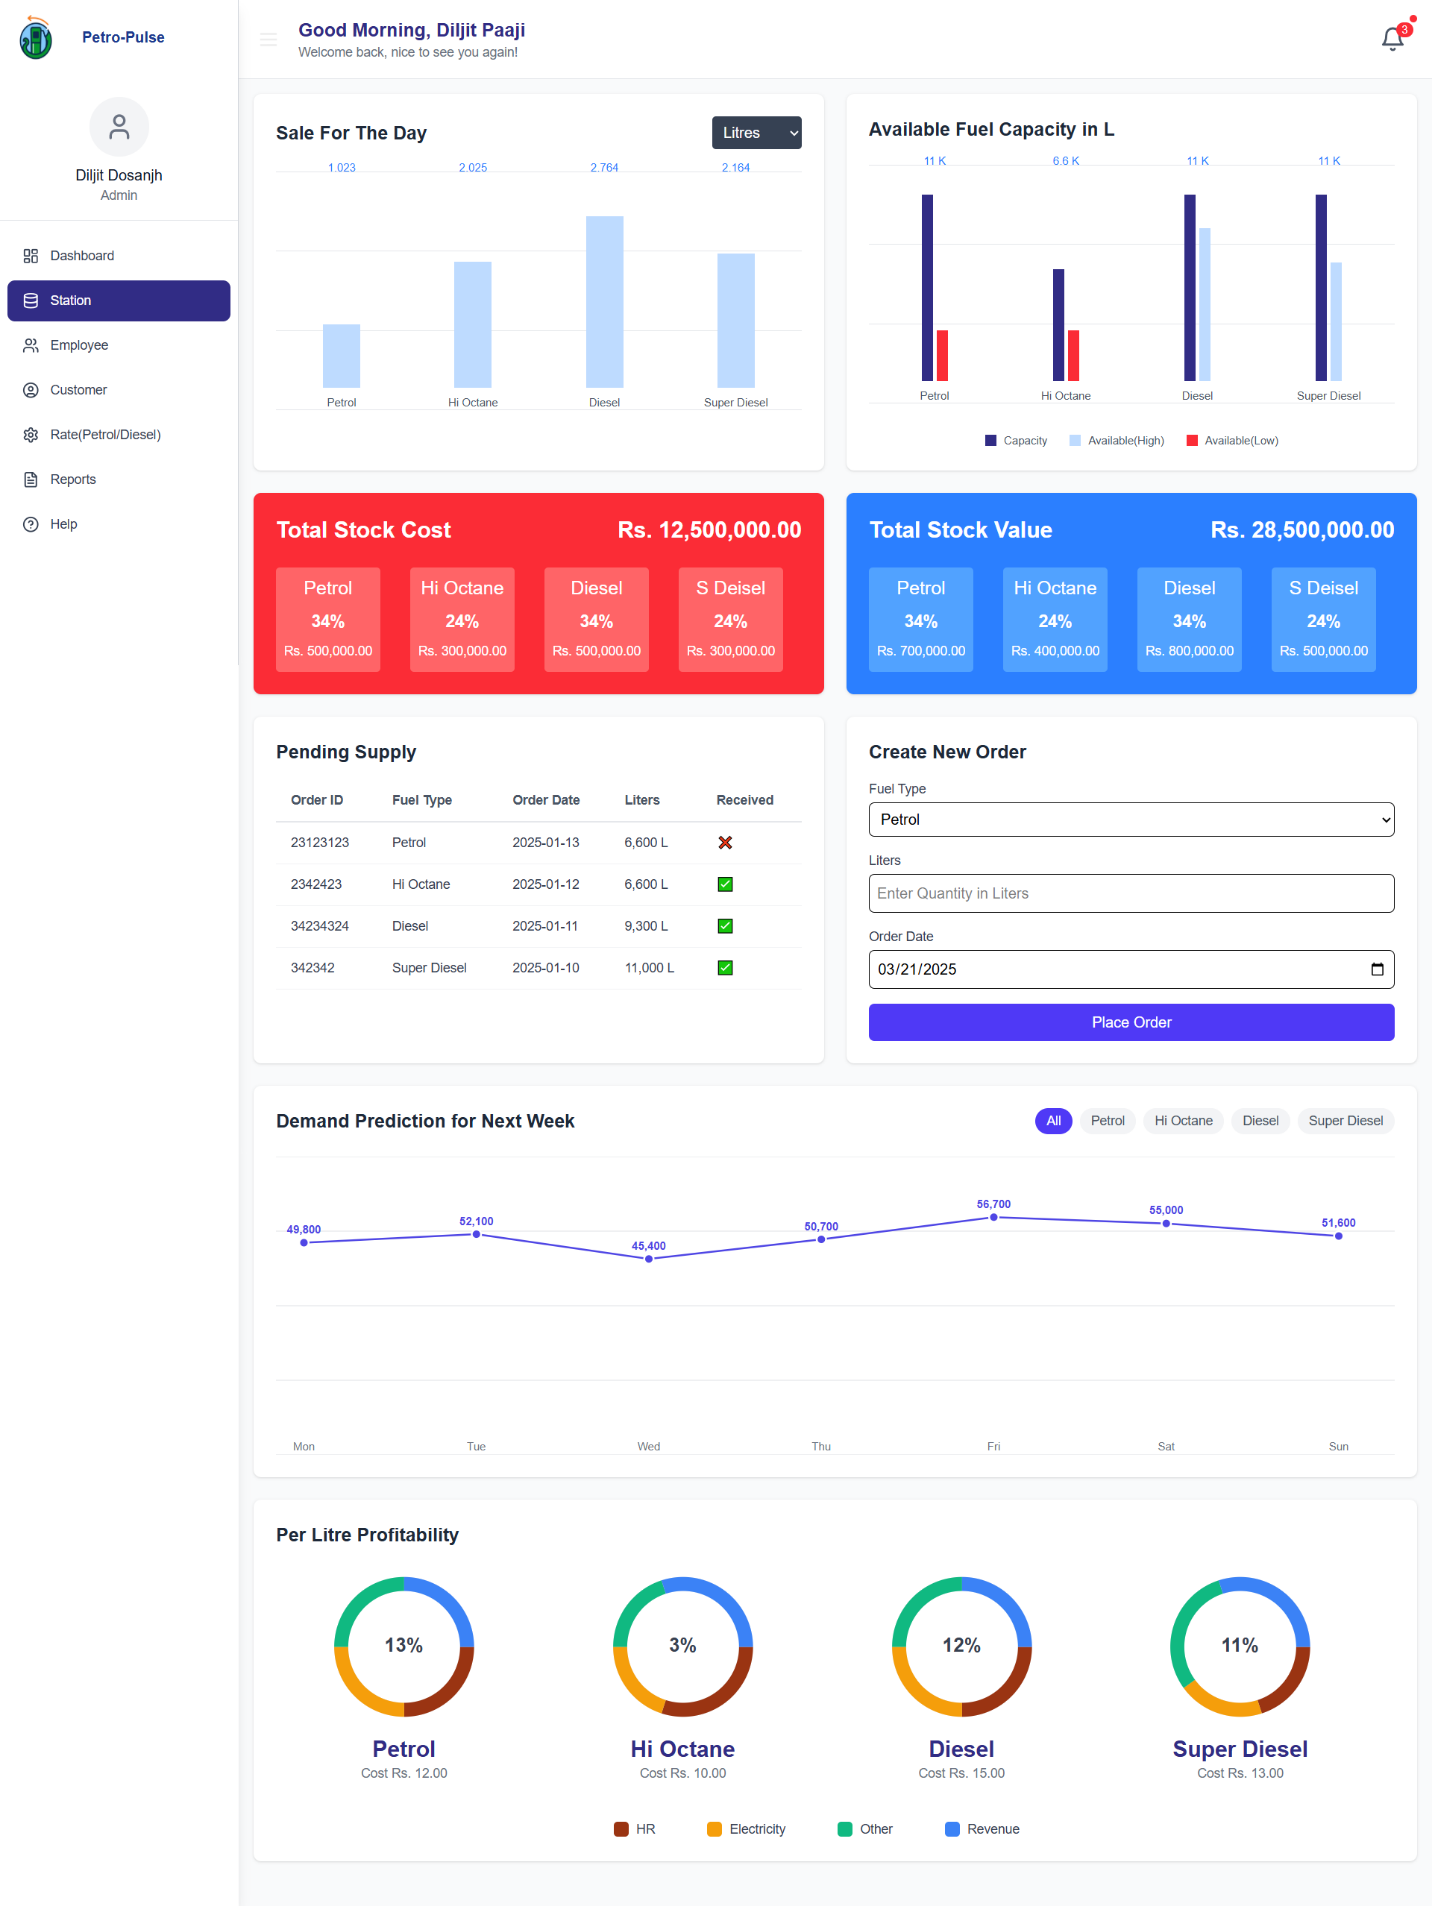 Petro-Pulse
Diljit Dosanjh
Admin
Dashboard
Station
Employee
Customer
Rate(Petrol/Diesel)
Reports
Help
Good Morning, Diljit Paaji
Welcome back, nice to see you again!
3
Sale For The Day
Litres
1.023 2.025 2.764 2.164
Petrol Hi Octane Diesel Super Diesel
Available Fuel Capacity in L
11 K 6.6 K 11 K 11 K
Petrol Hi Octane Diesel Super Diesel
Capacity Available(High) Available(Low)
Total Stock Cost Rs. 12,500,000.00
Petrol Hi Octane Diesel S Deisel
34% 24% 34% 24%
Rs. 500,000.00 Rs. 300,000.00 Rs. 500,000.00 Rs. 300,000.00
Total Stock Value Rs. 28,500,000.00
Petrol Hi Octane Diesel S Deisel
34% 24% 34% 24%
Rs. 700,000.00 Rs. 400,000.00 Rs. 800,000.00 Rs. 500,000.00
Pending Supply
Order ID Fuel Type Order Date Liters Received
23123123 Petrol 2025-01-13 6,600 L ❌
2342423 Hi Octane 2025-01-12 6,600 L ✅
34234324 Diesel 2025-01-11 9,300 L ✅
342342 Super Diesel 2025-01-10 11,000 L ✅
Create New Order
Fuel Type
Petrol
Liters
Enter Quantity in Liters
Order Date
03/21/2025
Place Order
Demand Prediction for Next Week
All Petrol Hi Octane Diesel Super Diesel
49,800 52,100 45,400 50,700 56,700 55,000 51,600
Mon Tue Wed Thu Fri Sat Sun
Per Litre Profitability
13% 3% 12% 11%
Petrol Hi Octane Diesel Super Diesel
Cost Rs. 12.00 Cost Rs. 10.00 Cost Rs. 15.00 Cost Rs. 13.00
HR Electricity Other Revenue